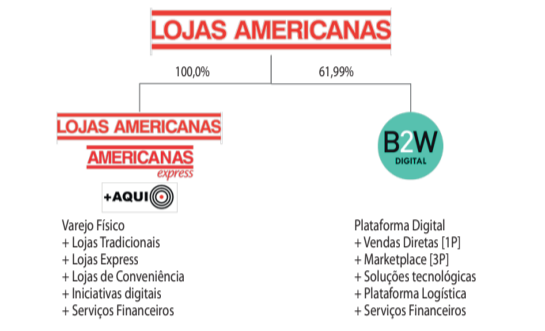 LOJAS AMERICANAS
100,0%
61,99%
LOJAS AMERICANAS
AMERICANAS
express
+AQUI
B2W
DIGITAL
Varejo Físico
+ Lojas Tradicionais
+ Lojas Express
+ Lojas de Conveniência
+ Iniciativas digitais
+ Serviços Financeiros
Plataforma Digital
+ Vendas Diretas [1P]
+ Marketplace [3P]
+ Soluções tecnológicas
+ Plataforma Logística
+ Serviços Financeiros